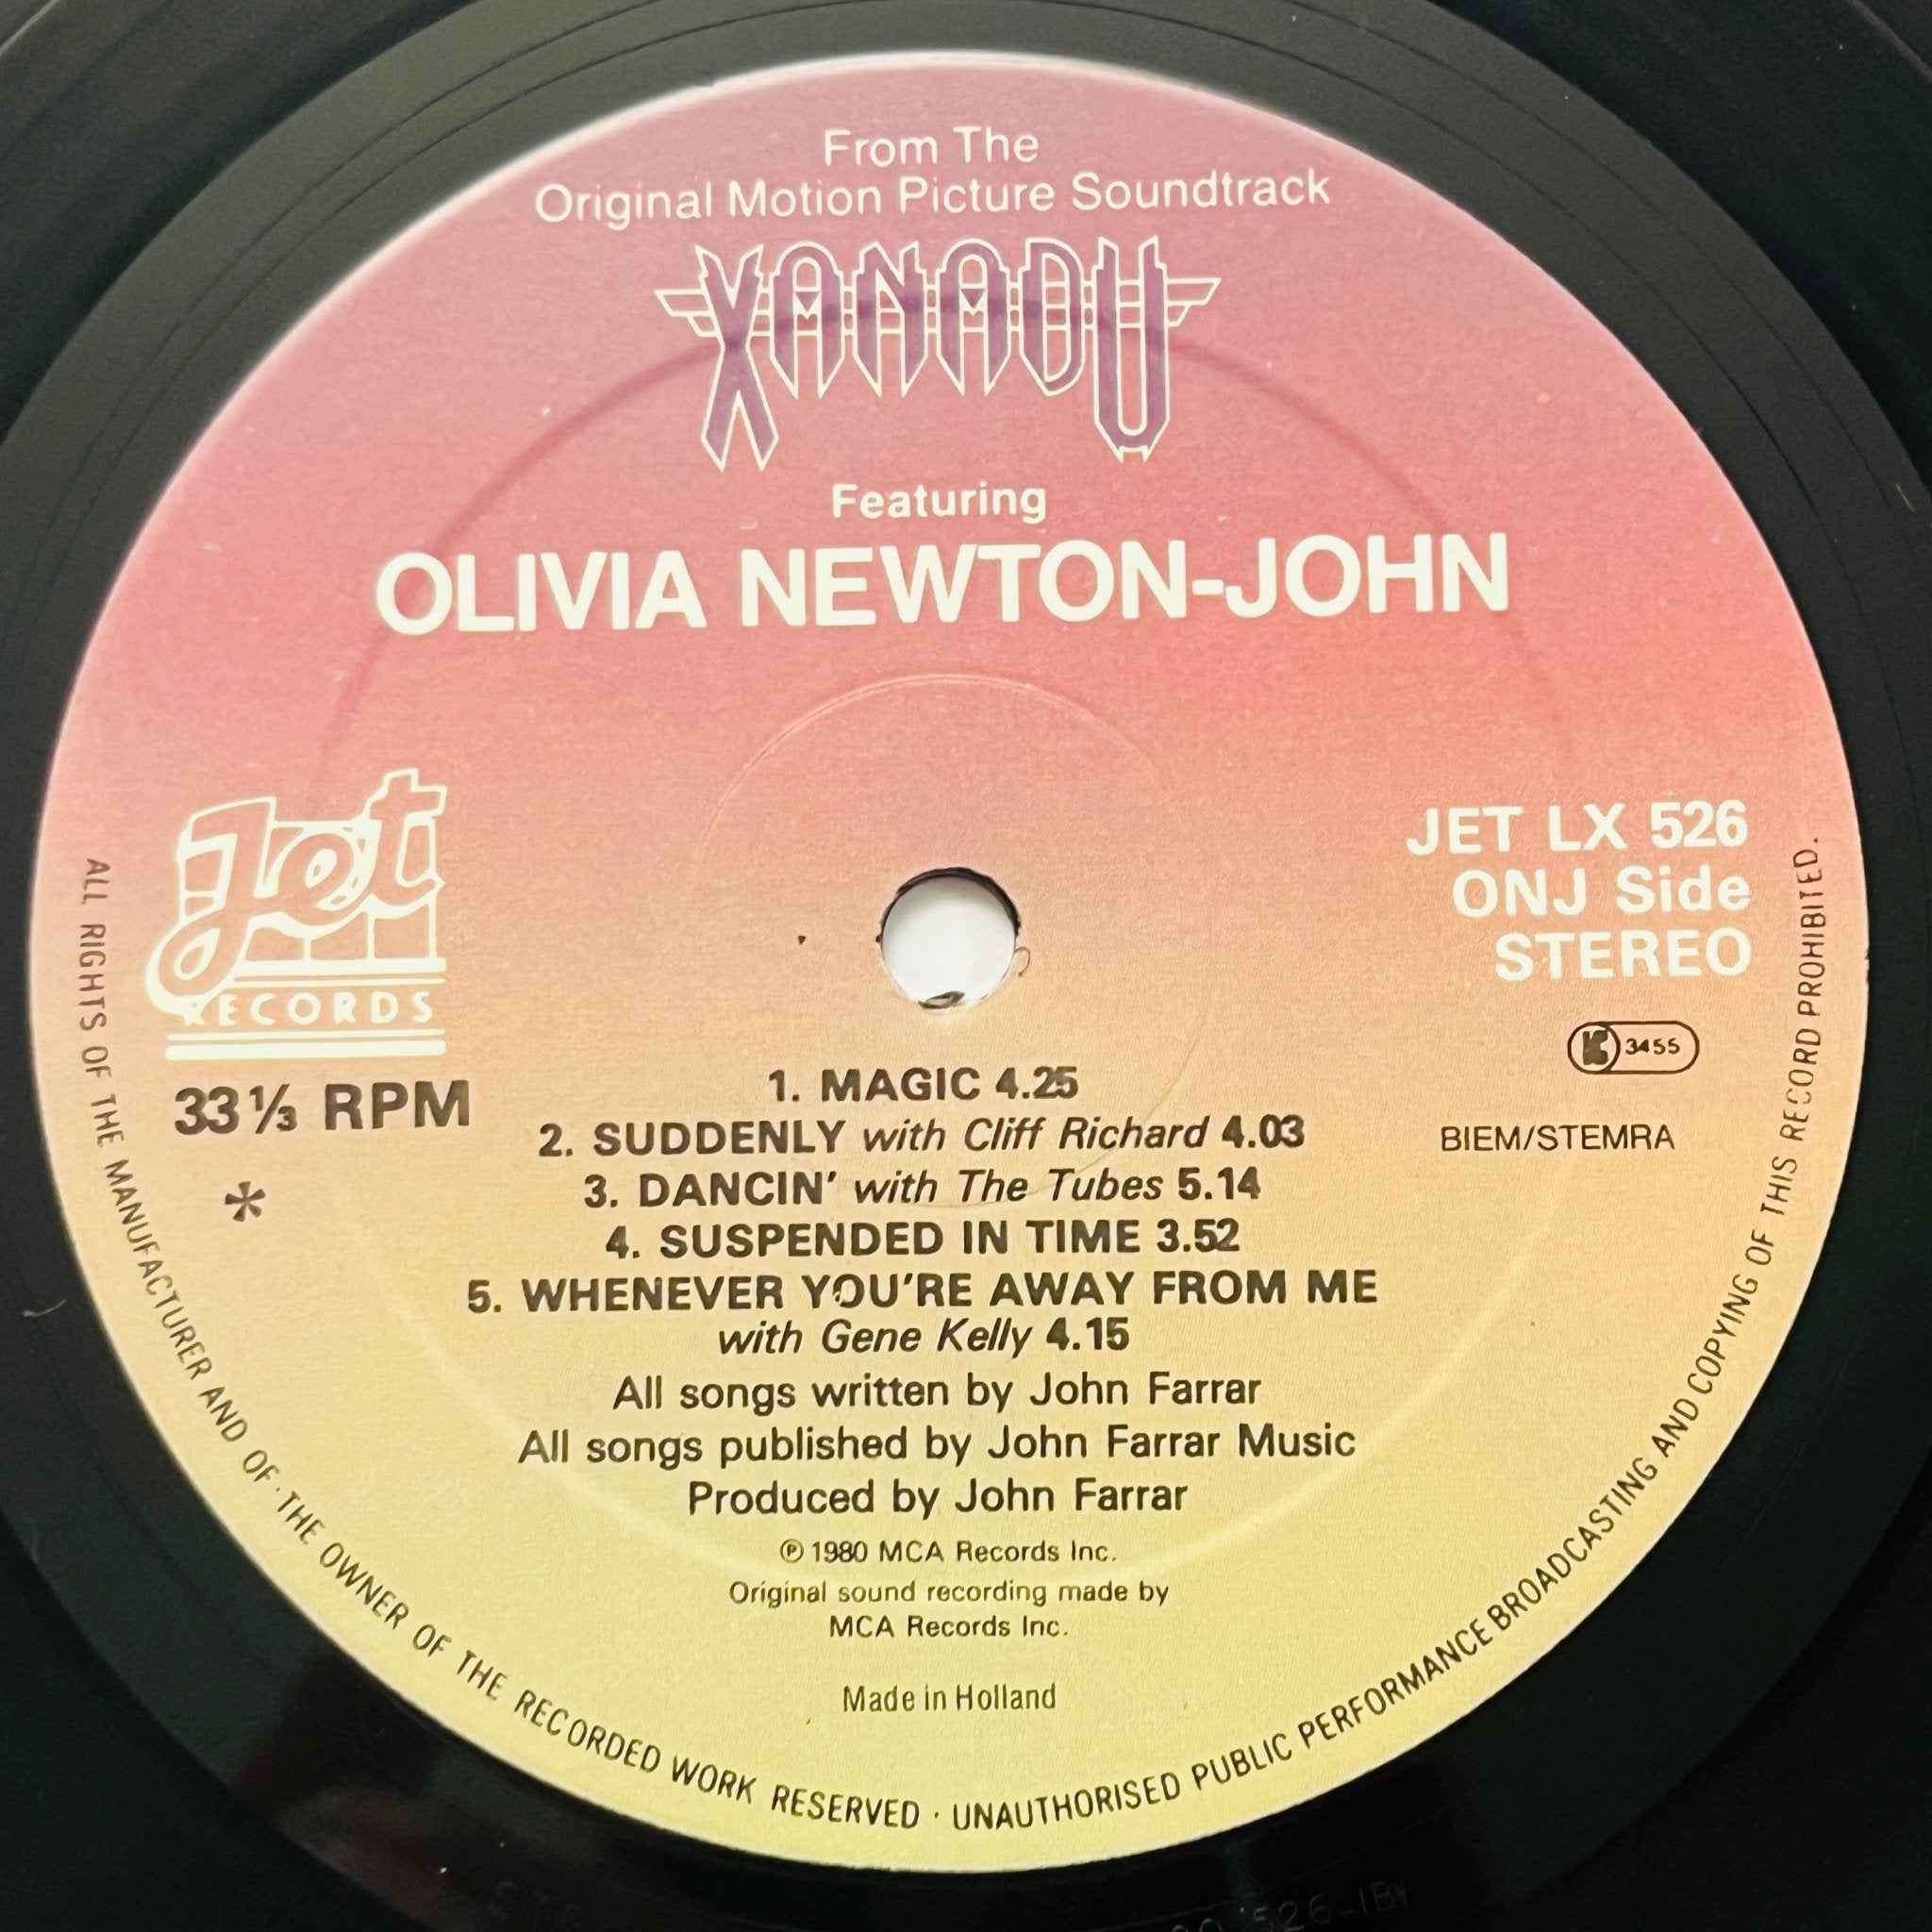 From The
Original Motion Picture Soundtrack
XANADU
Featuring
OLIVIA NEWTON-JOHN
Jet
RECORDS
33⅓ RPM
*
JET LX 526
ONJ Side
STEREO
3455
BIEM/STEMRA
1. MAGIC 4.25
2. SUDDENLY with Cliff Richard 4.03
3. DANCIN' with The Tubes 5.14
4. SUSPENDED IN TIME 3.52
5. WHENEVER YOU'RE AWAY FROM ME
with Gene Kelly 4.15
All songs written by John Farrar
All songs published by John Farrar Music
Produced by John Farrar
℗ 1980 MCA Records Inc.
Original sound recording made by
MCA Records Inc.
Made in Holland
ALL RIGHTS OF THE MANUFACTURER AND OF · THE OWNER OF THE RECORDED WORK RESERVED · UNAUTHORISED PUBLIC PERFORMANCE BROADCASTING AND COPYING OF THIS RECORD PROHIBITED.